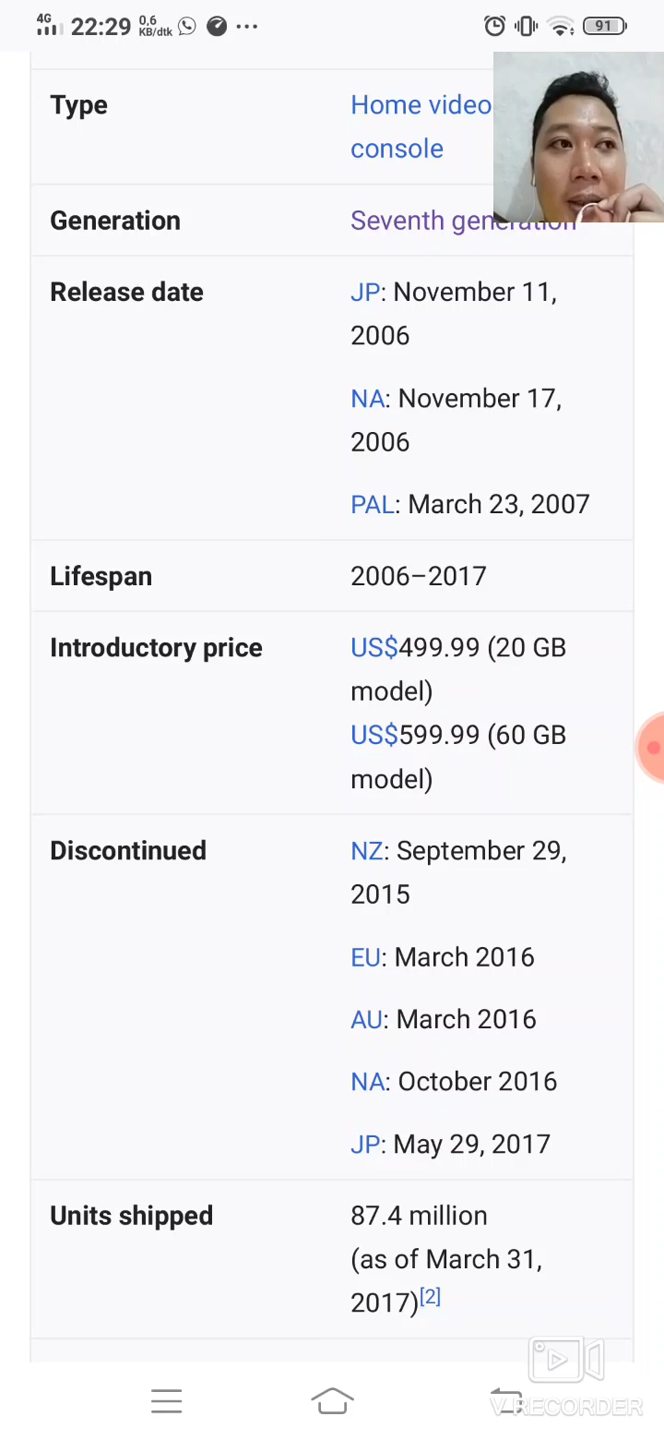 4G 22:29 0,6 KB/dtk 91
Type Home video
console
Generation Seventh generation
Release date JP: November 11,
2006
NA: November 17,
2006
PAL: March 23, 2007
Lifespan 2006–2017
Introductory price US$499.99 (20 GB
model)
US$599.99 (60 GB
model)
Discontinued NZ: September 29,
2015
EU: March 2016
AU: March 2016
NA: October 2016
JP: May 29, 2017
Units shipped 87.4 million
(as of March 31,
2017)[2]
V RECORDER